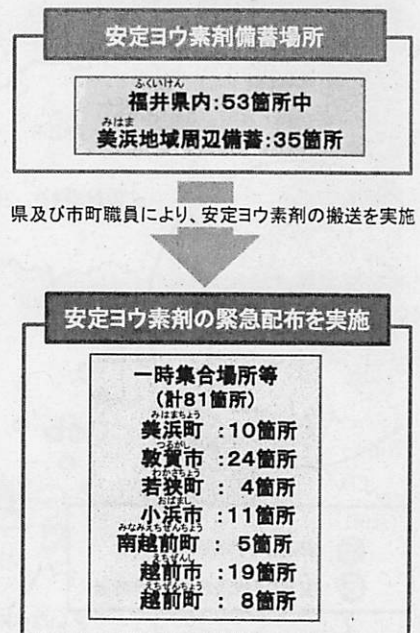 安定ヨウ素剤備蓄場所
ふくいけん
福井県内:53箇所中
みはま
美浜地域周辺備蓄:35箇所
県及び市町職員により、安定ヨウ素剤の搬送を実施
安定ヨウ素剤の緊急配布を実施
一時集合場所等
(計81箇所)
みはまちょう
美浜町 :10箇所
つるがし
敦賀市 :24箇所
わかさちょう
若狭町 : 4箇所
おばまし
小浜市 :11箇所
みなみえちぜんちょう
南越前町 : 5箇所
えちぜんし
越前市 :19箇所
えちぜんちょう
越前町 : 8箇所